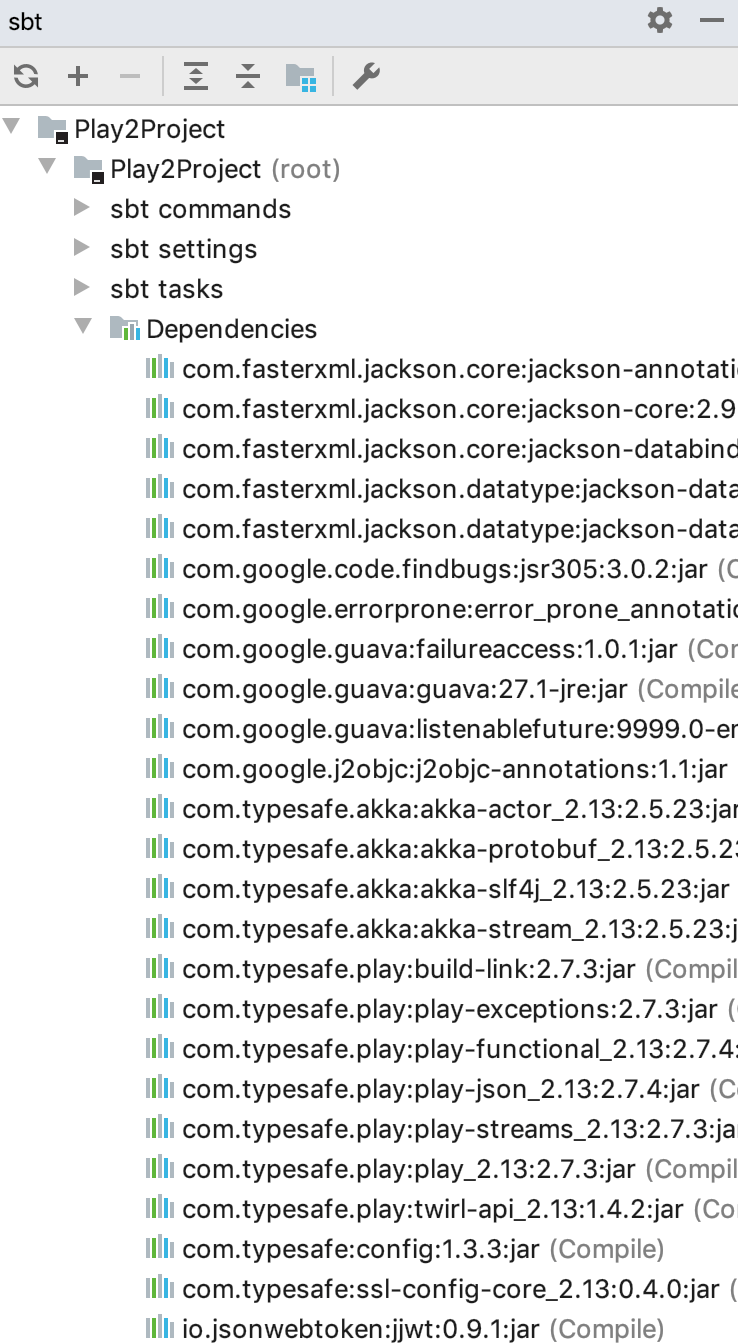 sbt
Play2Project
Play2Project (root)
sbt commands
sbt settings
sbt tasks
Dependencies
com.fasterxml.jackson.core:jackson-annotati
com.fasterxml.jackson.core:jackson-core:2.9
com.fasterxml.jackson.core:jackson-databind
com.fasterxml.jackson.datatype:jackson-data
com.fasterxml.jackson.datatype:jackson-data
com.google.code.findbugs:jsr305:3.0.2:jar (C
com.google.errorprone:error_prone_annotatio
com.google.guava:failureaccess:1.0.1:jar (Com
com.google.guava:guava:27.1-jre:jar (Compile
com.google.guava:listenablefuture:9999.0-em
com.google.j2objc:j2objc-annotations:1.1:jar
com.typesafe.akka:akka-actor_2.13:2.5.23:jar
com.typesafe.akka:akka-protobuf_2.13:2.5.23
com.typesafe.akka:akka-slf4j_2.13:2.5.23:jar
com.typesafe.akka:akka-stream_2.13:2.5.23:j
com.typesafe.play:build-link:2.7.3:jar (Compil
com.typesafe.play:play-exceptions:2.7.3:jar (
com.typesafe.play:play-functional_2.13:2.7.4:
com.typesafe.play:play-json_2.13:2.7.4:jar (Co
com.typesafe.play:play-streams_2.13:2.7.3:ja
com.typesafe.play:play_2.13:2.7.3:jar (Compil
com.typesafe.play:twirl-api_2.13:1.4.2:jar (Co
com.typesafe:config:1.3.3:jar (Compile)
com.typesafe:ssl-config-core_2.13:0.4.0:jar (
io.jsonwebtoken:jjwt:0.9.1:jar (Compile)